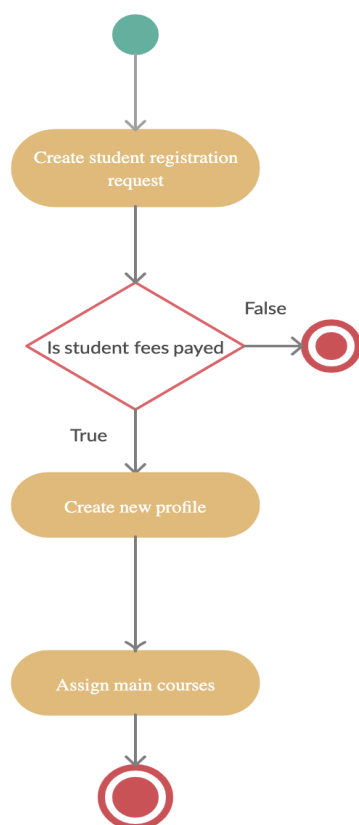 Create student registration
request
False
Is student fees payed
True
Create new profile
Assign main courses